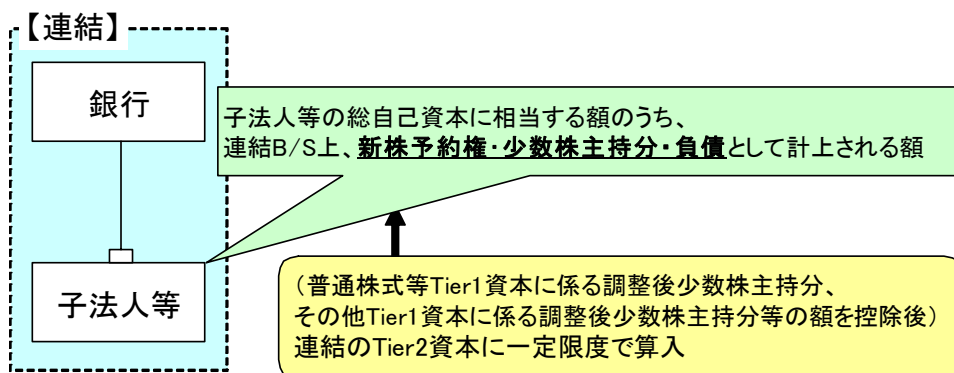 【連結】
銀行
子法人等の総自己資本に相当する額のうち、
連結B/S上、新株予約権・少数株主持分・負債として計上される額
子法人等
（普通株式等Tier1資本に係る調整後少数株主持分、
その他Tier1資本に係る調整後少数株主持分等の額を控除後）
連結のTier2資本に一定限度で算入